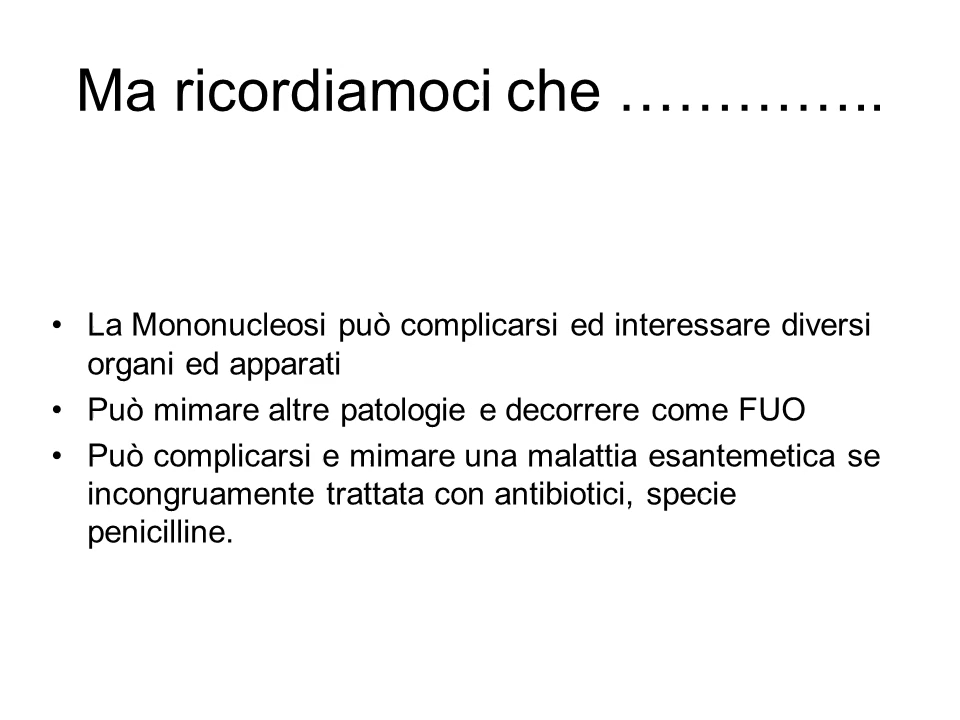 Ma ricordiamoci che …………..
• La Mononucleosi può complicarsi ed interessare diversi
organi ed apparati
• Può mimare altre patologie e decorrere come FUO
• Può complicarsi e mimare una malattia esantemetica se
incongruamente trattata con antibiotici, specie
penicilline.